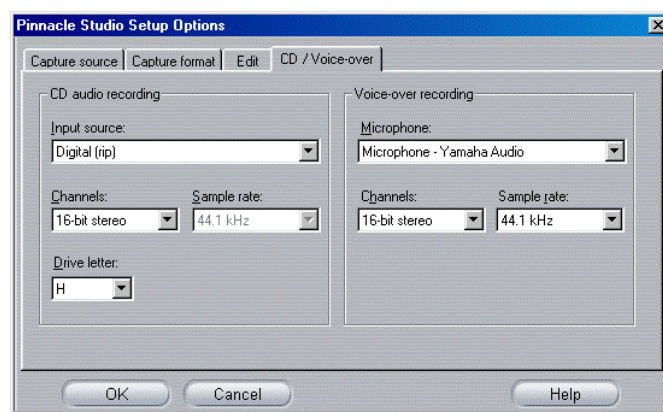 Pinnacle Studio Setup Options
Capture source Capture format Edit CD / Voice-over
CD audio recording
Input source:
Digital (rip)
Channels: Sample rate:
16-bit stereo 44.1 kHz
Drive letter:
H
Voice-over recording
Microphone:
Microphone - Yamaha Audio
Channels: Sample rate:
16-bit stereo 44.1 kHz
OK Cancel Help